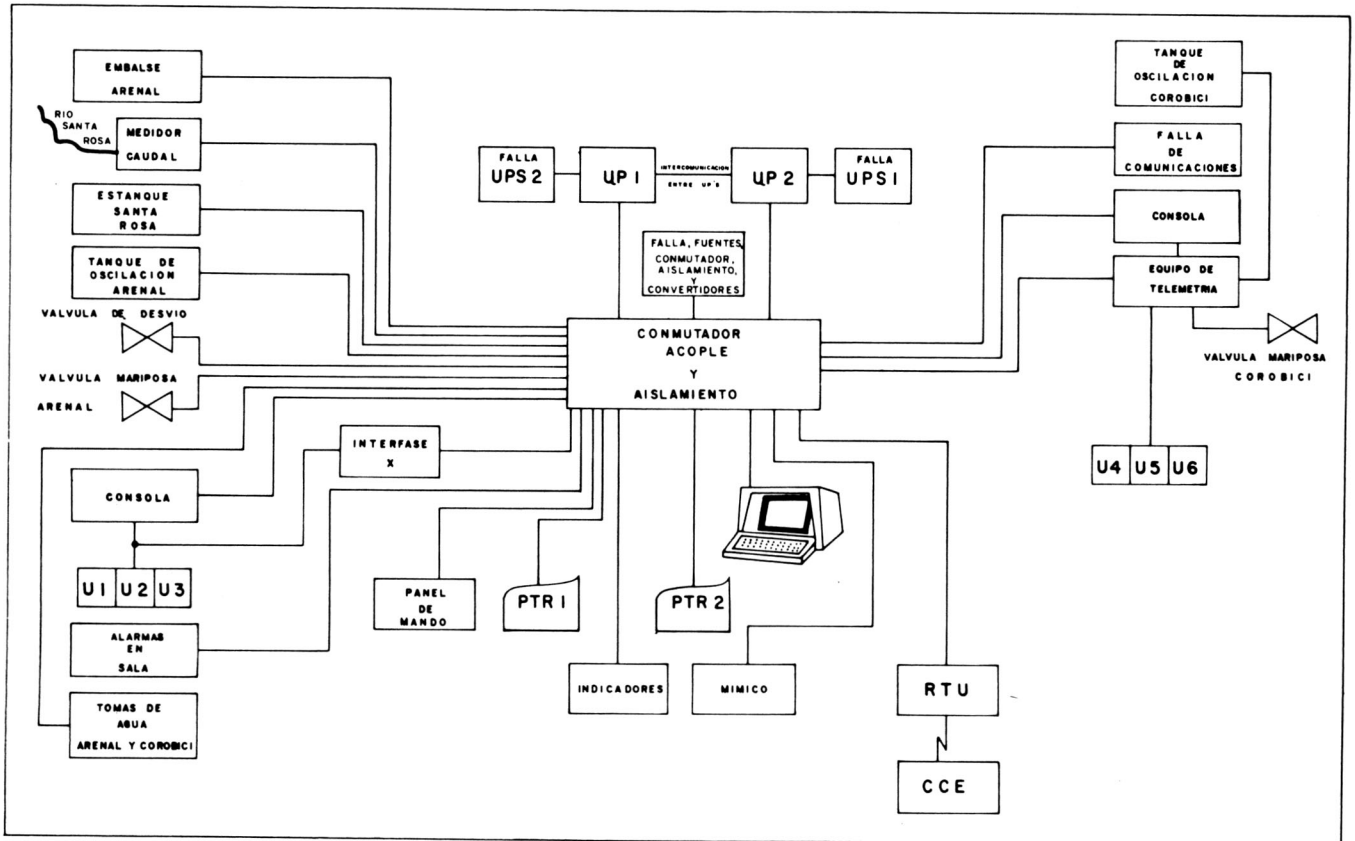 EMBALSE
ARENAL
RIO
SANTA
ROSA
MEDIDOR
CAUDAL
ESTANQUE
SANTA
ROSA
TANQUE DE
OSCILACION
ARENAL
VALVULA DE DESVIO
VALVULA MARIPOSA
ARENAL
CONSOLA
U1 U2 U3
ALARMAS
EN
SALA
TOMAS DE
AGUA
ARENAL Y COROBICI
INTERFASE
X
PANEL
DE
MANDO
PTR 1
FALLA
UPS 2
UP 1
INTERCOMUNICACION
ENTRE UP'S
UP 2
FALLA
UPS 1
FALLA, FUENTES,
CONMUTADOR,
AISLAMIENTO,
Y
CONVERTIDORES
CONMUTADOR
ACOPLE
Y
AISLAMIENTO
PTR 2
INDICADORES
MIMICO
RTU
CCE
TANQUE
DE
OSCILACION
COROBICI
FALLA
DE
COMUNICACIONES
CONSOLA
EQUIPO DE
TELEMETRIA
VALVULA MARIPOSA
COROBICI
U4 U5 U6